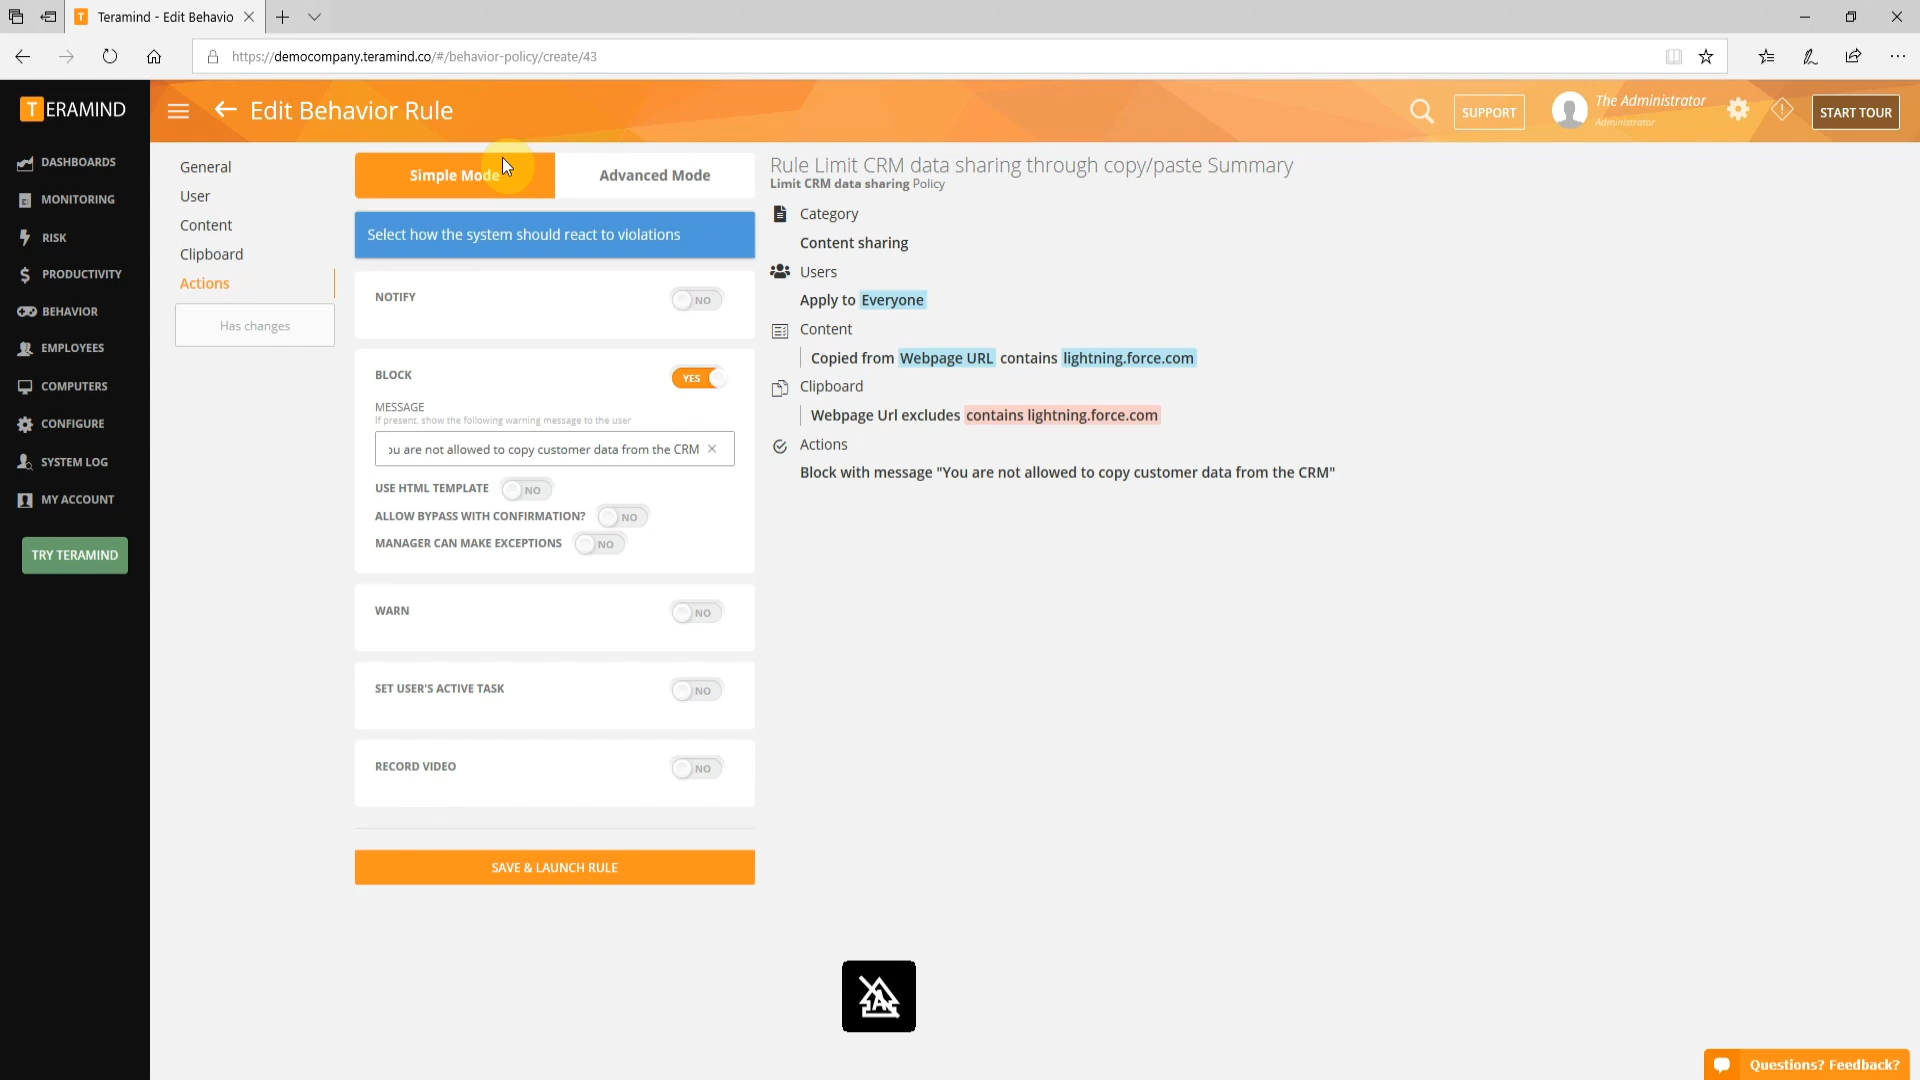 Teramind - Edit Behavio
https://democompany.teramind.co/#/behavior-policy/create/43
TERAMIND
Edit Behavior Rule
SUPPORT
The Administrator
Administrator
START TOUR
DASHBOARDS
MONITORING
RISK
PRODUCTIVITY
BEHAVIOR
EMPLOYEES
COMPUTERS
CONFIGURE
SYSTEM LOG
MY ACCOUNT
TRY TERAMIND
General
User
Content
Clipboard
Actions
Has changes
Simple Mode
Advanced Mode
Select how the system should react to violations
NOTIFY
NO
BLOCK
YES
MESSAGE
If present, show the following warning message to the user
ou are not allowed to copy customer data from the CRM
USE HTML TEMPLATE NO
ALLOW BYPASS WITH CONFIRMATION? NO
MANAGER CAN MAKE EXCEPTIONS NO
WARN
NO
SET USER'S ACTIVE TASK
NO
RECORD VIDEO
NO
SAVE & LAUNCH RULE
Rule Limit CRM data sharing through copy/paste Summary
Limit CRM data sharing Policy
Category
Content sharing
Users
Apply to Everyone
Content
Copied from Webpage URL contains lightning.force.com
Clipboard
Webpage Url excludes contains lightning.force.com
Actions
Block with message "You are not allowed to copy customer data from the CRM"
A
Questions? Feedback?